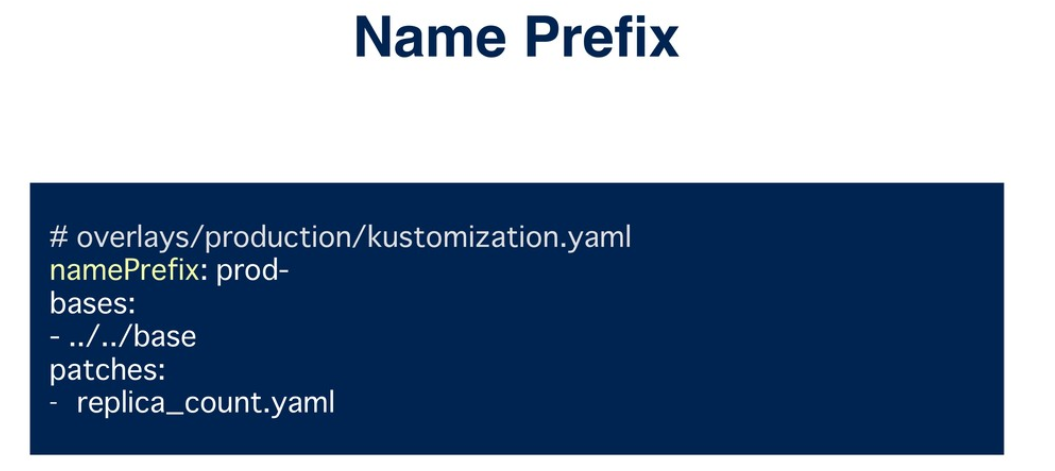 Name Prefix
# overlays/production/kustomization.yaml
namePrefix: prod-
bases:
- ../../base
patches:
- replica_count.yaml